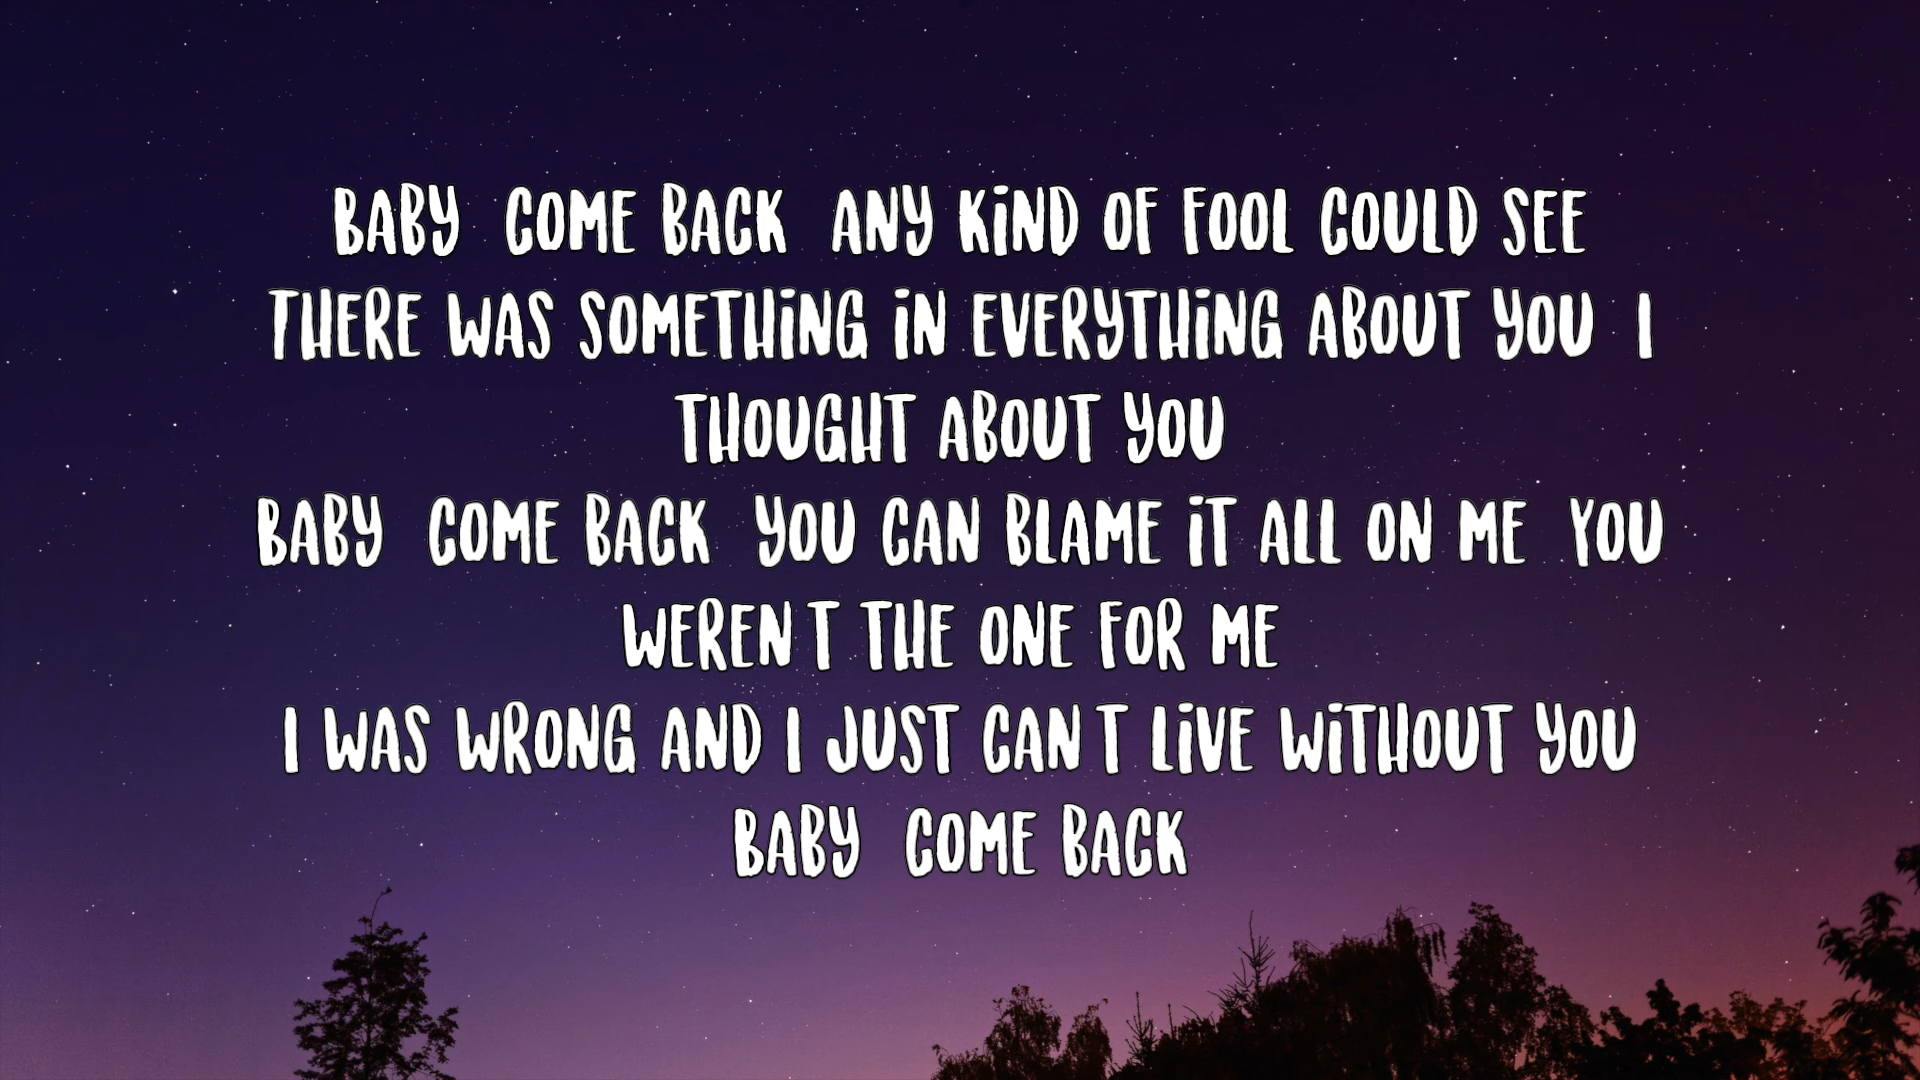 BABY COME BACK ANY KIND OF FOOL COULD SEE
THERE WAS SOMETHING IN EVERYTHING ABOUT YOU I
THOUGHT ABOUT YOU
BABY COME BACK YOU CAN BLAME IT ALL ON ME YOU
WEREN T THE ONE FOR ME
I WAS WRONG AND I JUST CAN T LIVE WITHOUT YOU
BABY COME BACK